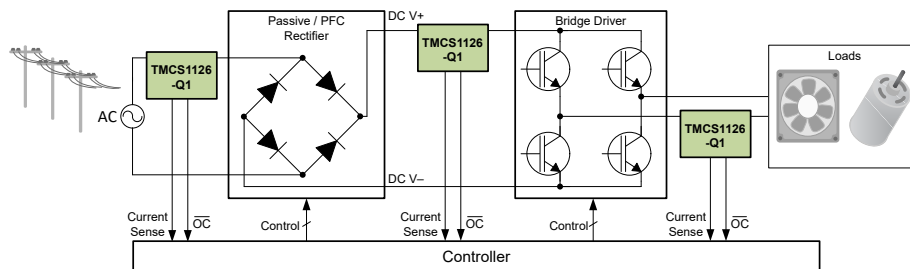 Passive / PFC
Rectifier
DC V+
Bridge Driver
TMCS1126
-Q1
TMCS1126
-Q1
Loads
AC
TMCS1126
-Q1
DC V–
Current
Sense
OC
Control
Current
Sense
OC
Control
Current
Sense
OC
Controller